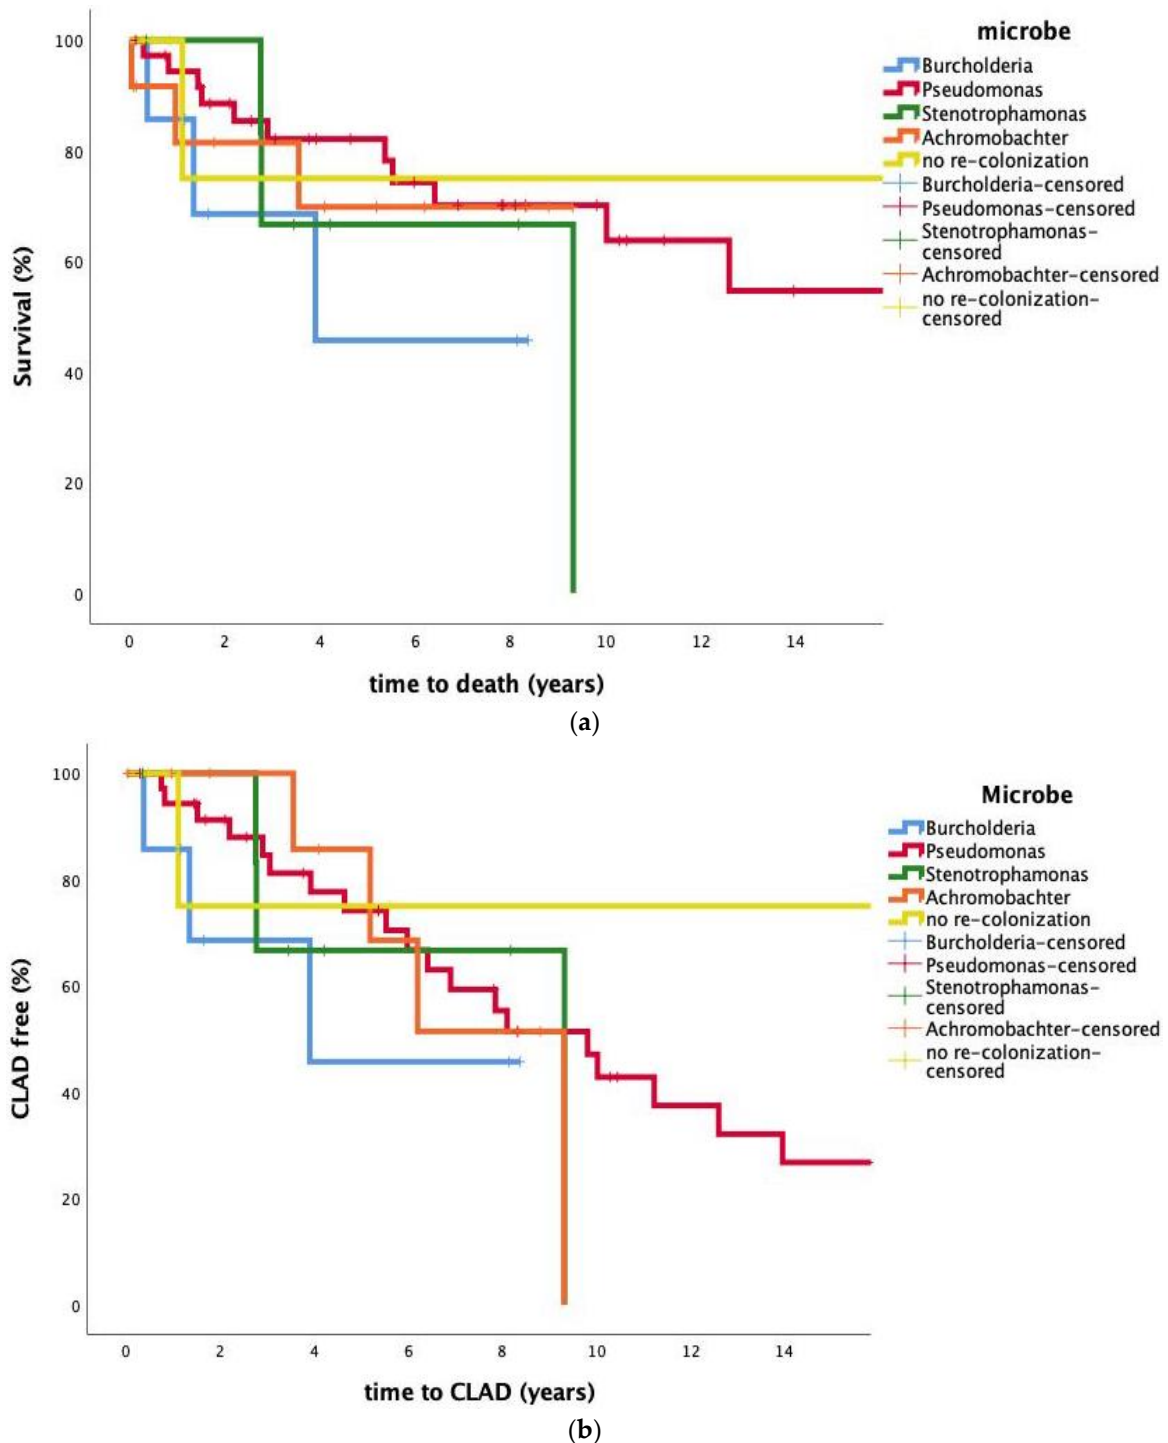 microbe
Burcholderia
Pseudomonas
Stenotrophamonas
Achromobachter
no re-colonization
Burcholderia-censored
Pseudomonas-censored
Stenotrophamonas-
censored
Achromobachter-censored
no re-colonization-
censored
Survival (%)
100
80
60
40
20
0
0 2 4 6 8 10 12 14
time to death (years)
(a)
Microbe
Burcholderia
Pseudomonas
Stenotrophamonas
Achromobachter
no re-colonization
Burcholderia-censored
Pseudomonas-censored
Stenotrophamonas-
censored
Achromobachter-censored
no re-colonization-
censored
CLAD free (%)
100
80
60
40
20
0
0 2 4 6 8 10 12 14
time to CLAD (years)
(b)